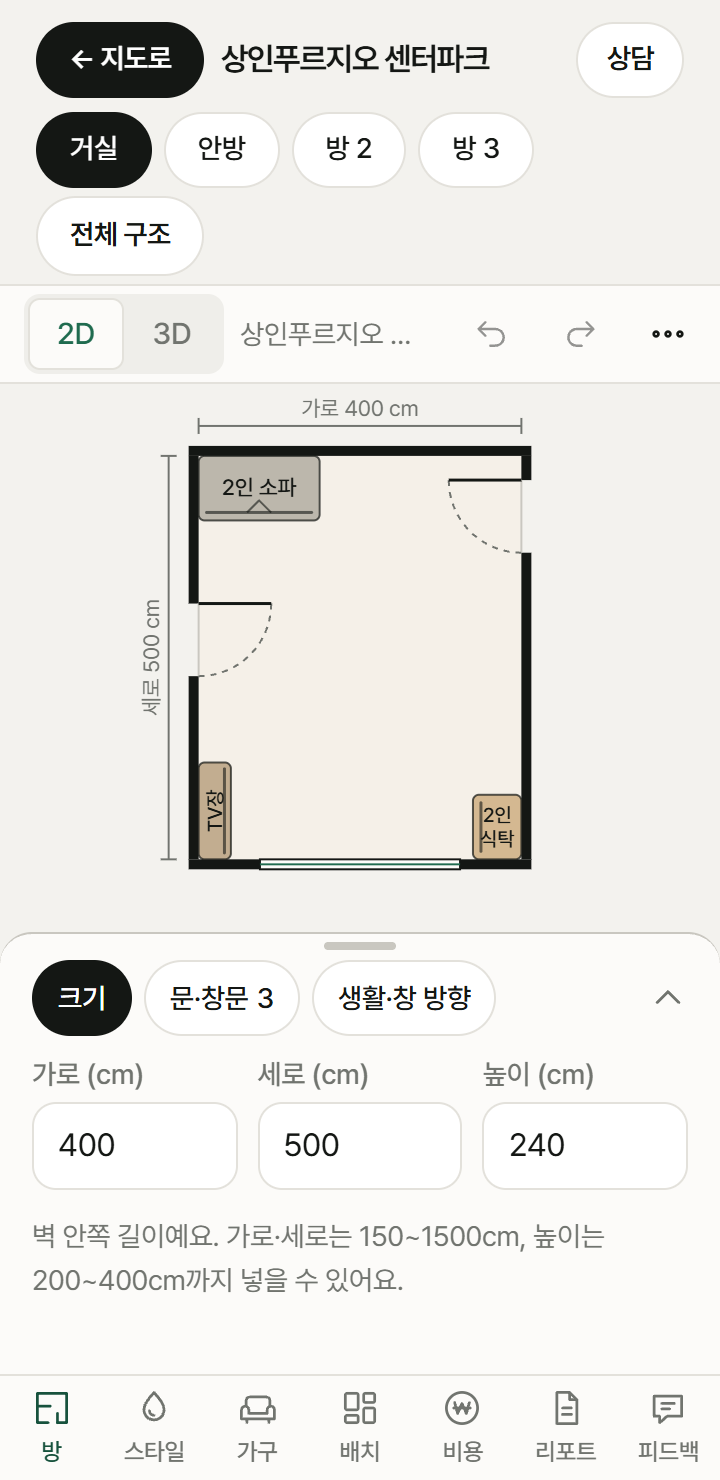 ← 지도로 상인푸르지오 센터파크 상담
거실 안방 방 2 방 3
전체 구조
2D 3D 상인푸르지오 ...
가로 400 cm
2인 소파
세로 500 cm
TV장
2인
식탁
크기 문·창문 3 생활·창 방향
가로 (cm) 세로 (cm) 높이 (cm)
400 500 240
벽 안쪽 길이예요. 가로·세로는 150~1500cm, 높이는
200~400cm까지 넣을 수 있어요.
방 스타일 가구 배치 비용 리포트 피드백